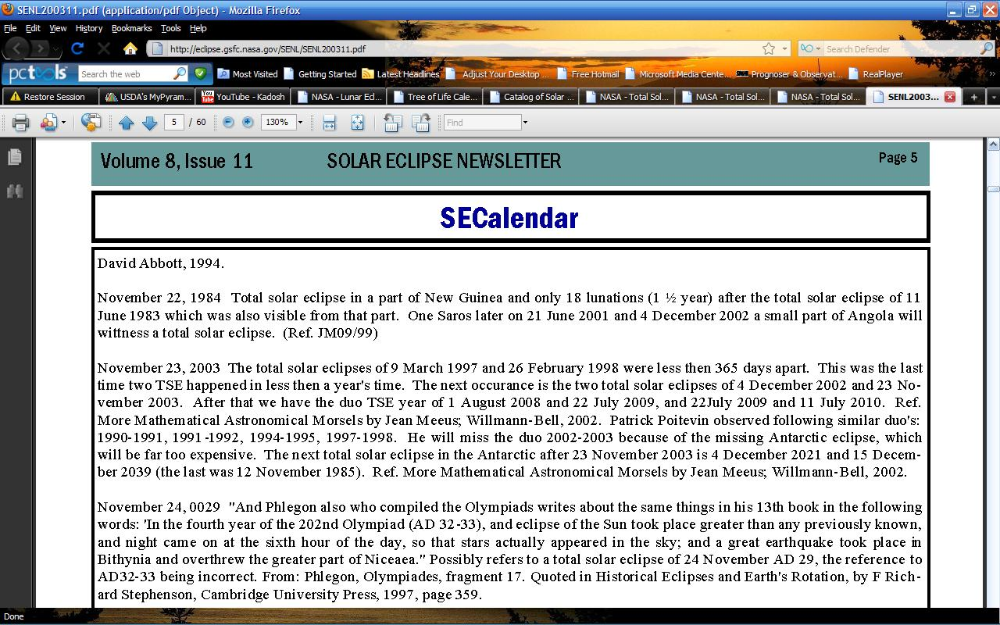 SENL200311.pdf (application/pdf Object) - Mozilla Firefox
File Edit View History Bookmarks Tools Help
http://eclipse.gsfc.nasa.gov/SENL/SENL200311.pdf
Search Defender
pctools Search the web Most Visited Getting Started Latest Headlines Adjust Your Desktop ... Free Hotmail Microsoft Media Cente... Prognoser & Observat... RealPlayer
Restore Session USDA's MyPyram... YouTube - Kadosh NASA - Lunar Ecl... Tree of Life Cale... Catalog of Solar ... NASA - Total Sol... NASA - Total Sol... NASA - Total Sol... SENL2003...
5 / 60 130% Find
Volume 8, Issue 11 SOLAR ECLIPSE NEWSLETTER Page 5
SECalendar
David Abbott, 1994.
November 22, 1984 Total solar eclipse in a part of New Guinea and only 18 lunations (1 ½ year) after the total solar eclipse of 11
June 1983 which was also visible from that part. One Saros later on 21 June 2001 and 4 December 2002 a small part of Angola will
wittness a total solar eclipse. (Ref. JM09/99)
November 23, 2003 The total solar eclipses of 9 March 1997 and 26 February 1998 were less then 365 days apart. This was the last
time two TSE happened in less then a year's time. The next occurance is the two total solar eclipses of 4 December 2002 and 23 No-
vember 2003. After that we have the duo TSE year of 1 August 2008 and 22 July 2009, and 22July 2009 and 11 July 2010. Ref.
More Mathematical Astronomical Morsels by Jean Meeus; Willmann-Bell, 2002. Patrick Poitevin observed following similar duo's:
1990-1991, 1991-1992, 1994-1995, 1997-1998. He will miss the duo 2002-2003 because of the missing Antarctic eclipse, which
will be far too expensive. The next total solar eclipse in the Antarctic after 23 November 2003 is 4 December 2021 and 15 Decem-
ber 2039 (the last was 12 November 1985). Ref. More Mathematical Astronomical Morsels by Jean Meeus; Willmann-Bell, 2002.
November 24, 0029 "And Phlegon also who compiled the Olympiads writes about the same things in his 13th book in the following
words: 'In the fourth year of the 202nd Olympiad (AD 32-33), and eclipse of the Sun took place greater than any previously known,
and night came on at the sixth hour of the day, so that stars actually appeared in the sky; and a great earthquake took place in
Bithynia and overthrew the greater part of Niceaea." Possibly refers to a total solar eclipse of 24 November AD 29, the reference to
AD32-33 being incorrect. From: Phlegon, Olympiades, fragment 17. Quoted in Historical Eclipses and Earth's Rotation, by F Rich-
ard Stephenson, Cambridge University Press, 1997, page 359.
Done